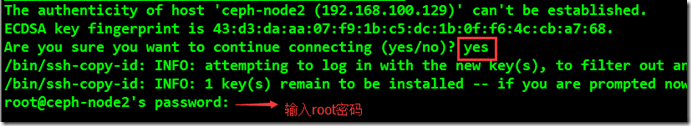 The authenticity of host 'ceph-node2 (192.168.100.129)' can't be established.
ECDSA key fingerprint is 43:d3:da:aa:07:f9:1b:c5:dc:1b:0f:f6:4c:cb:a7:68.
Are you sure you want to continue connecting (yes/no)? yes
/bin/ssh-copy-id: INFO: attempting to log in with the new key(s), to filter out an
/bin/ssh-copy-id: INFO: 1 key(s) remain to be installed -- if you are prompted now
root@ceph-node2's password: 输入root密码